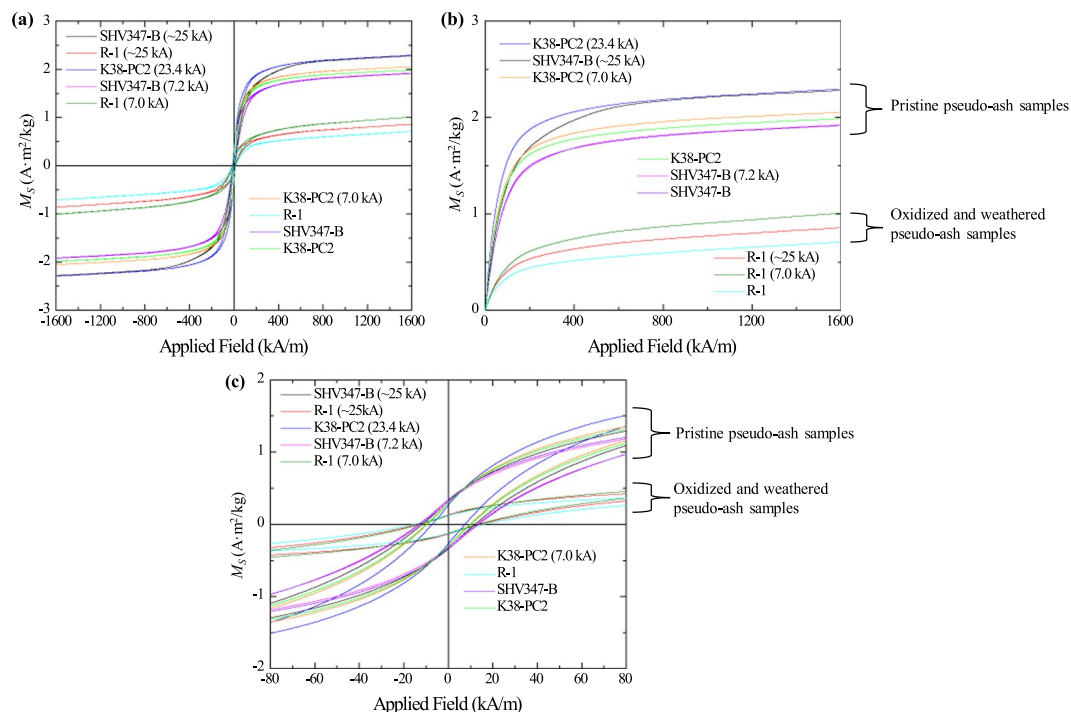 (a)
3
2
1
0
-1
-2
-3
M_S (A·m²/kg)
SHV347-B (~25 kA)
R-1 (~25 kA)
K38-PC2 (23.4 kA)
SHV347-B (7.2 kA)
R-1 (7.0 kA)
K38-PC2 (7.0 kA)
R-1
SHV347-B
K38-PC2
-1600 -1200 -800 -400 0 400 800 1200 1600
Applied Field (kA/m)
(b)
3
2
1
0
M_S (A·m²/kg)
K38-PC2 (23.4 kA)
SHV347-B (~25 kA)
K38-PC2 (7.0 kA)
K38-PC2
SHV347-B (7.2 kA)
SHV347-B
R-1 (~25 kA)
R-1 (7.0 kA)
R-1
0 400 800 1200 1600
Applied Field (kA/m)
Pristine pseudo-ash samples
Oxidized and weathered
pseudo-ash samples
(c)
2
1
0
-1
-2
M_S (A·m²/kg)
SHV347-B (~25 kA)
R-1 (~25kA)
K38-PC2 (23.4 kA)
SHV347-B (7.2 kA)
R-1 (7.0 kA)
K38-PC2 (7.0 kA)
R-1
SHV347-B
K38-PC2
-80 -60 -40 -20 0 20 40 60 80
Applied Field (kA/m)
Pristine pseudo-ash samples
Oxidized and weathered
pseudo-ash samples